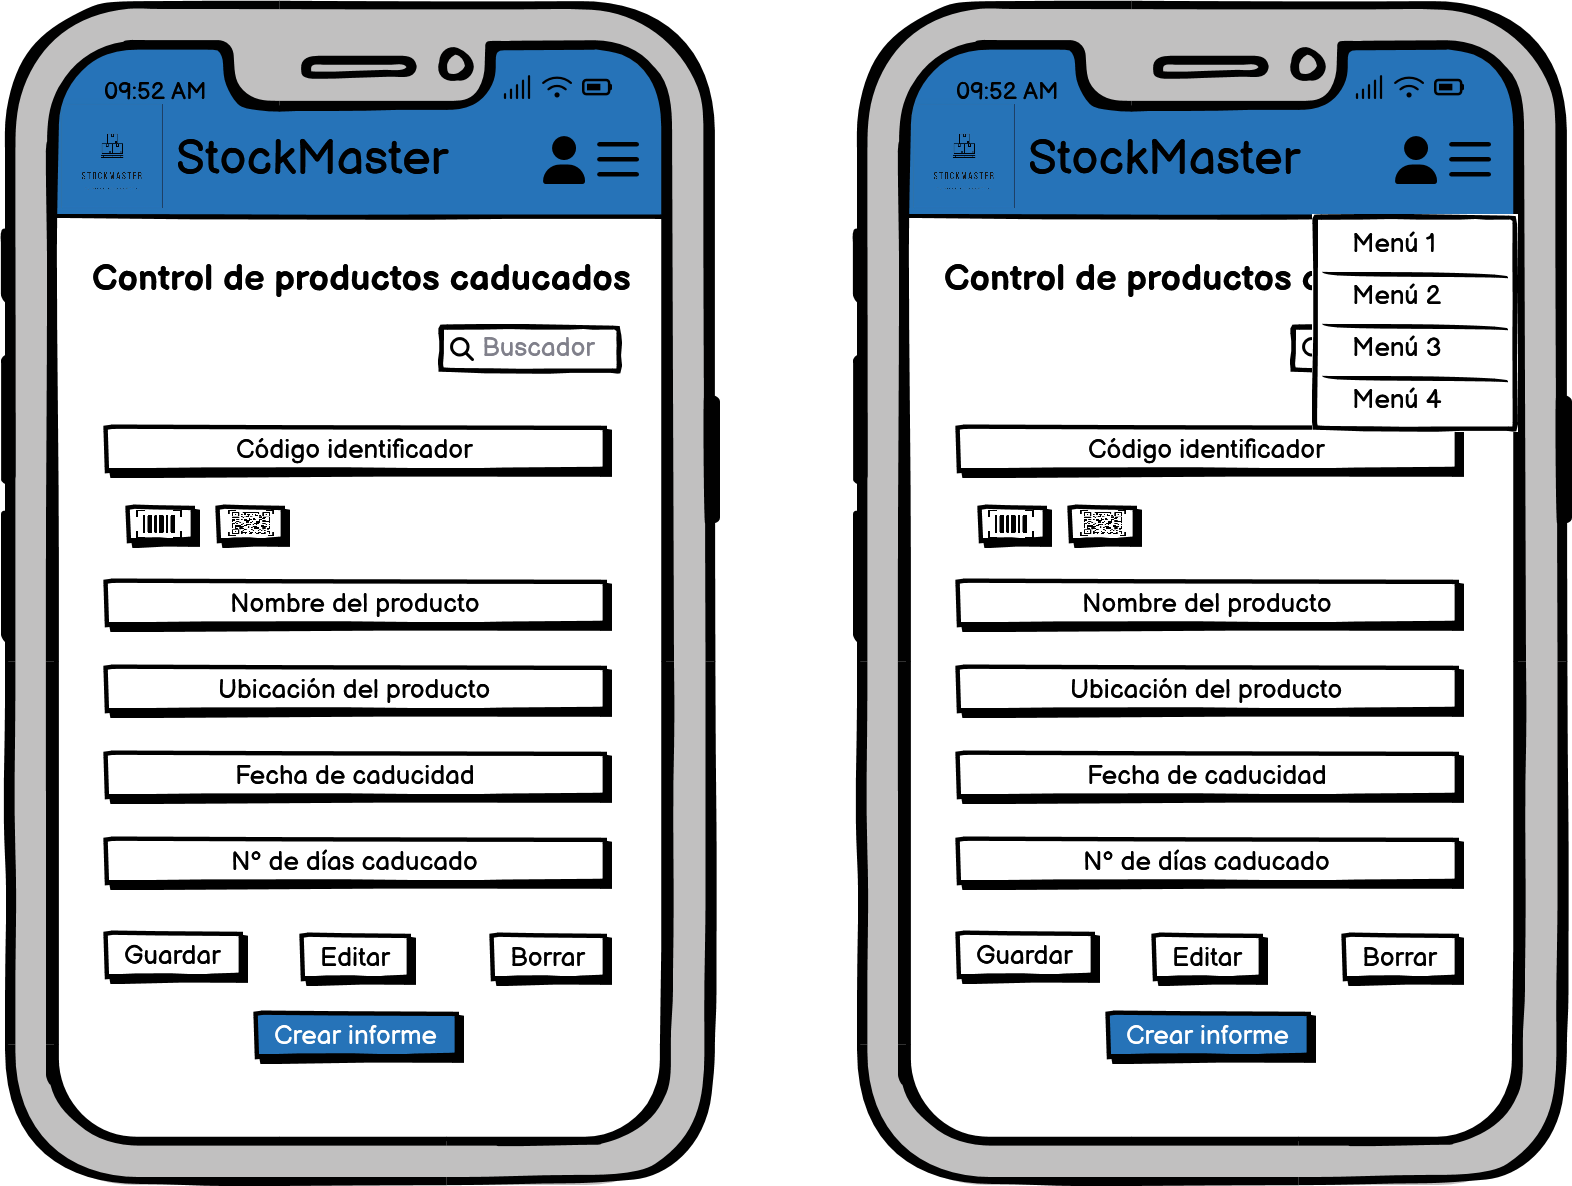 09:52 AM
STOCKMASTER
StockMaster
Control de productos caducados
Buscador
Código identificador
Nombre del producto
Ubicación del producto
Fecha de caducidad
N° de días caducado
Guardar
Editar
Borrar
Crear informe
09:52 AM
STOCKMASTER
StockMaster
Menú 1
Menú 2
Menú 3
Menú 4
Control de productos c
Código identificador
Nombre del producto
Ubicación del producto
Fecha de caducidad
N° de días caducado
Guardar
Editar
Borrar
Crear informe